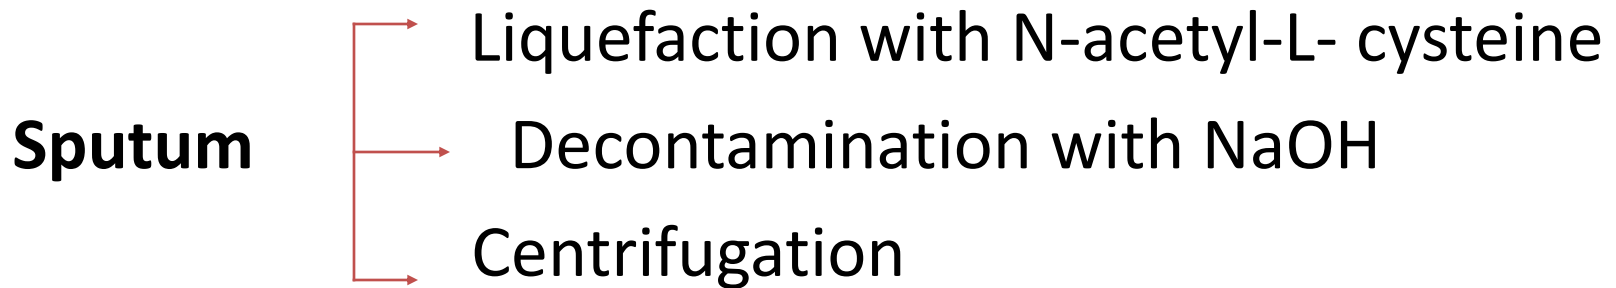 Liquefaction with N-acetyl-L- cysteine
Sputum
Decontamination with NaOH
Centrifugation